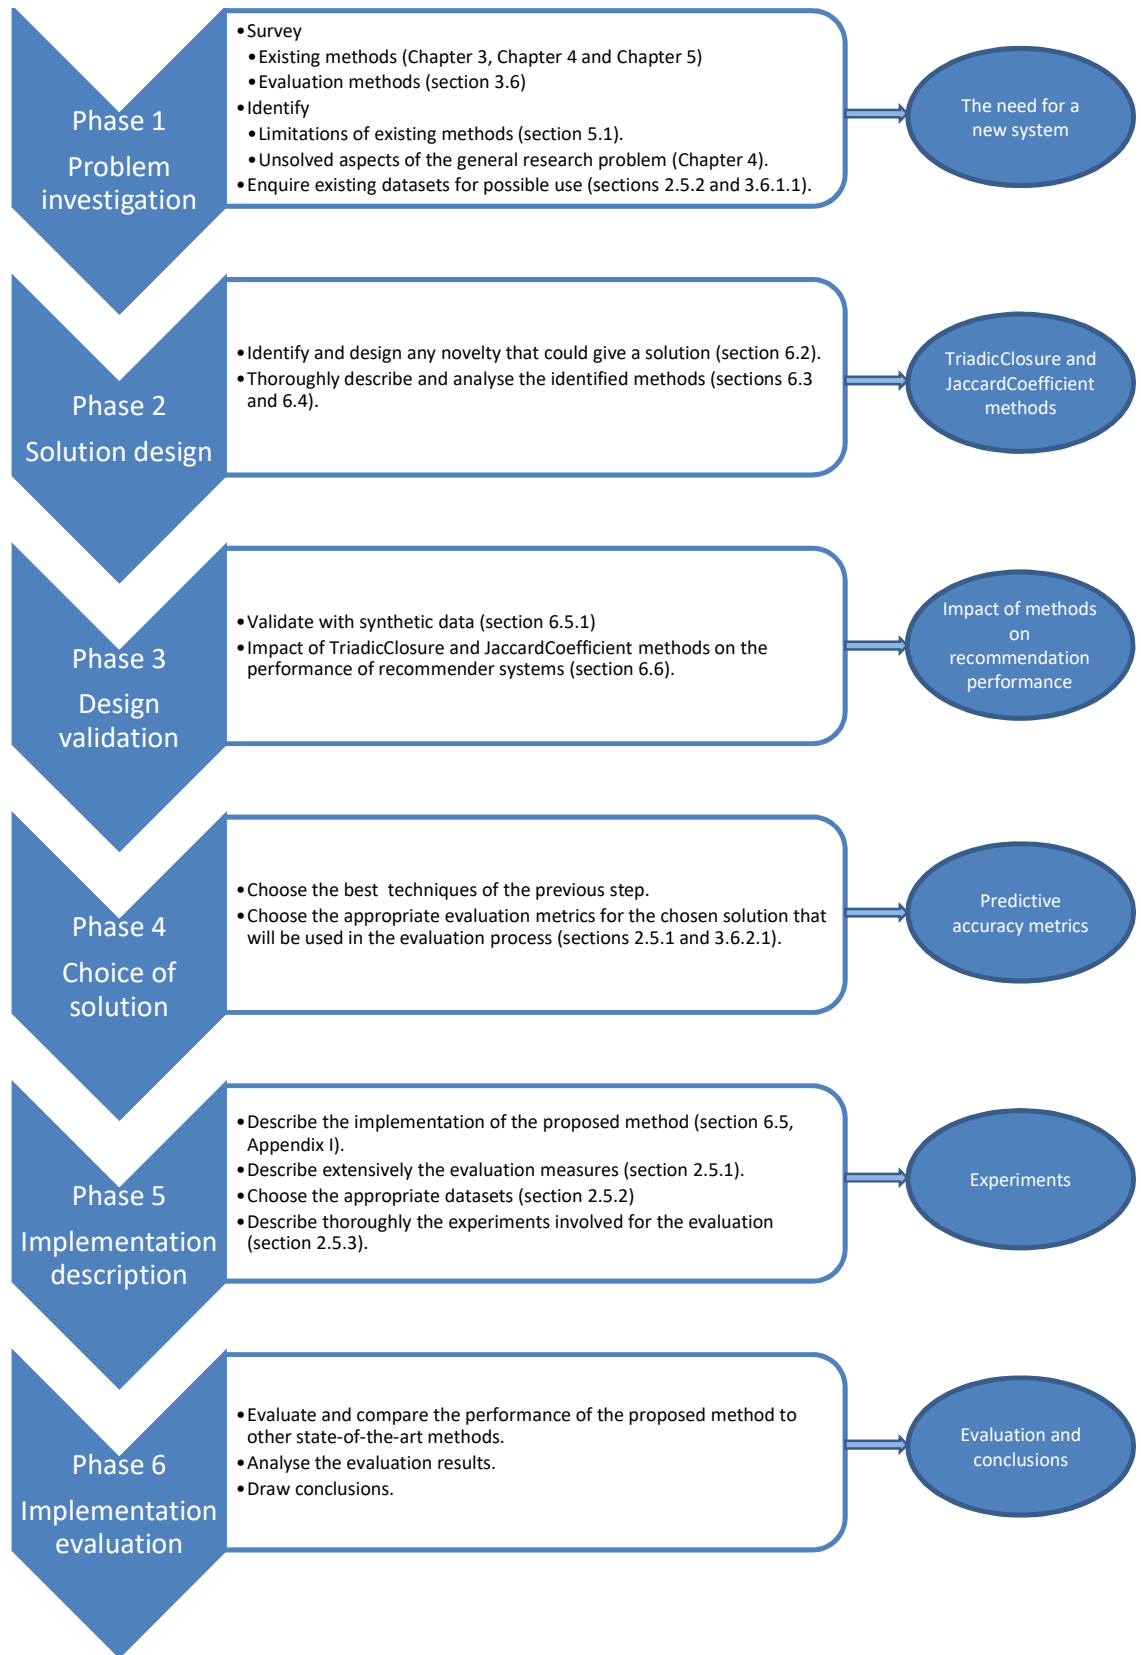 Phase 1
Problem
investigation
•Survey
•Existing methods (Chapter 3, Chapter 4 and Chapter 5)
•Evaluation methods (section 3.6)
•Identify
•Limitations of existing methods (section 5.1).
•Unsolved aspects of the general research problem (Chapter 4).
•Enquire existing datasets for possible use (sections 2.5.2 and 3.6.1.1).
The need for a
new system
Phase 2
Solution design
•Identify and design any novelty that could give a solution (section 6.2).
•Thoroughly describe and analyse the identified methods (sections 6.3
and 6.4).
TriadicClosure and
JaccardCoefficient
methods
Phase 3
Design
validation
•Validate with synthetic data (section 6.5.1)
•Impact of TriadicClosure and JaccardCoefficient methods on the
performance of recommender systems (section 6.6).
Impact of methods
on
recommendation
performance
Phase 4
Choice of
solution
•Choose the best  techniques of the previous step.
•Choose the appropriate evaluation metrics for the chosen solution that
will be used in the evaluation process (sections 2.5.1 and 3.6.2.1).
Predictive
accuracy metrics
Phase 5
Implementation
description
•Describe the implementation of the proposed method (section 6.5,
Appendix I).
•Describe extensively the evaluation measures (section 2.5.1).
•Choose the appropriate datasets (section 2.5.2)
•Describe thoroughly the experiments involved for the evaluation
(section 2.5.3).
Experiments
Phase 6
Implementation
evaluation
•Evaluate and compare the performance of the proposed method to
other state-of-the-art methods.
•Analyse the evaluation results.
•Draw conclusions.
Evaluation and
conclusions